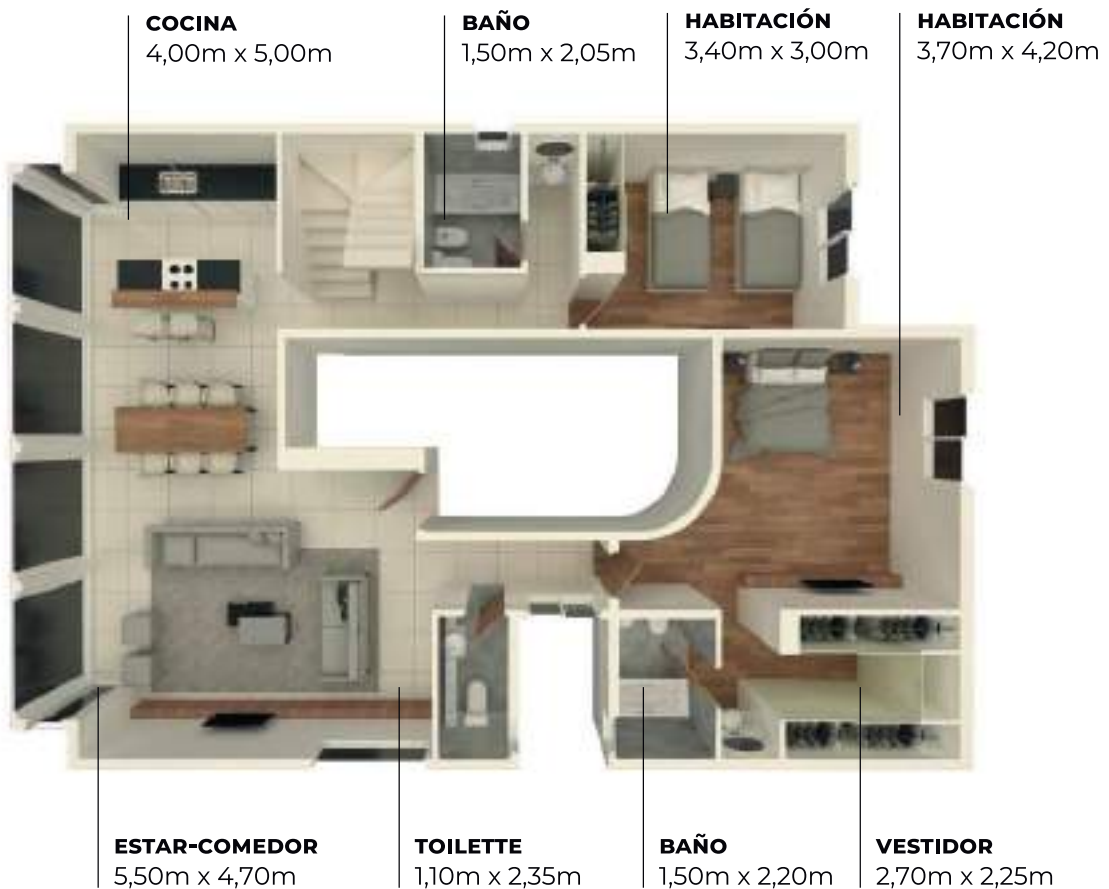 COCINA
4,00m x 5,00m
BAÑO
1,50m x 2,05m
HABITACIÓN
3,40m x 3,00m
HABITACIÓN
3,70m x 4,20m
ESTAR-COMEDOR
5,50m x 4,70m
TOILETTE
1,10m x 2,35m
BAÑO
1,50m x 2,20m
VESTIDOR
2,70m x 2,25m